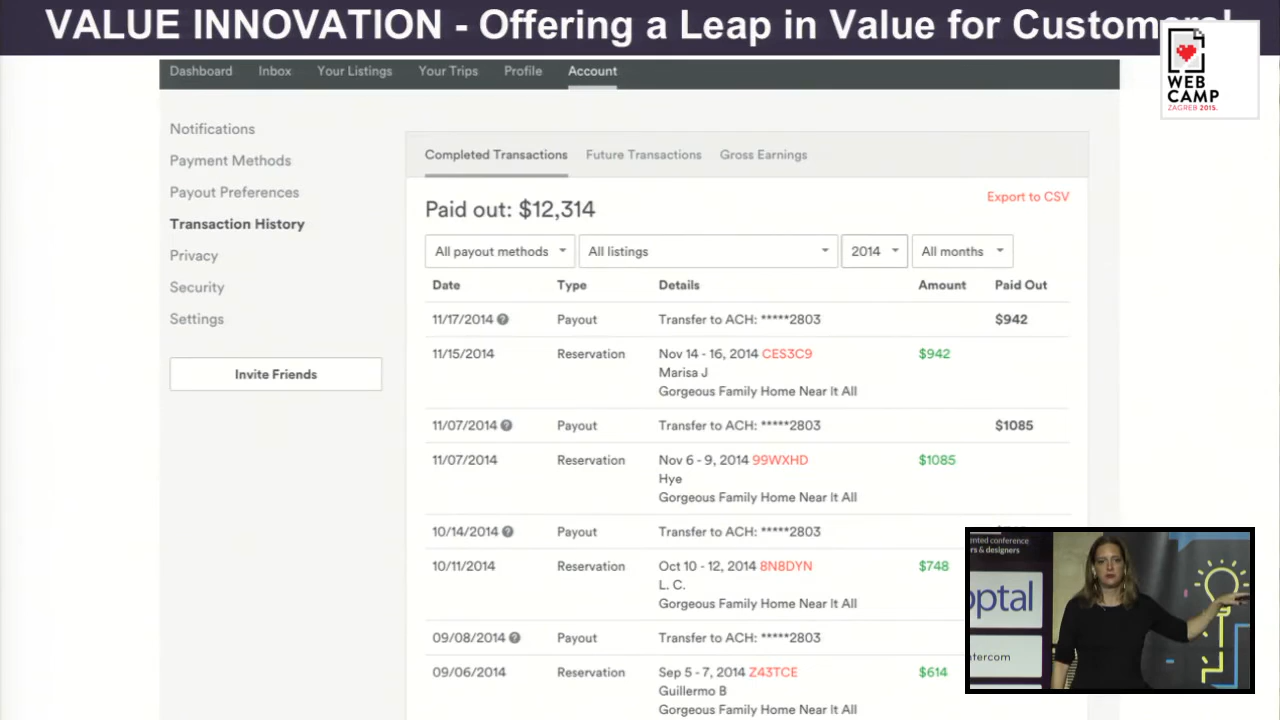 VALUE INNOVATION - Offering a Leap in Value for Customers!
WEB
CAMP
ZAGREB 2015.
Dashboard Inbox Your Listings Your Trips Profile Account
Notifications
Payment Methods
Payout Preferences
Transaction History
Privacy
Security
Settings
Invite Friends
Completed Transactions Future Transactions Gross Earnings
Export to CSV
Paid out: $12,314
All payout methods All listings 2014 All months
Date Type Details Amount Paid Out
11/17/2014 ? Payout Transfer to ACH: *****2803 $942
11/15/2014 Reservation Nov 14 - 16, 2014 CES3C9 $942
Marisa J
Gorgeous Family Home Near It All
11/07/2014 ? Payout Transfer to ACH: *****2803 $1085
11/07/2014 Reservation Nov 6 - 9, 2014 99WXHD $1085
Hye
Gorgeous Family Home Near It All
10/14/2014 ? Payout Transfer to ACH: *****2803
10/11/2014 Reservation Oct 10 - 12, 2014 8N8DYN $748
L. C.
Gorgeous Family Home Near It All
09/08/2014 ? Payout Transfer to ACH: *****2803
09/06/2014 Reservation Sep 5 - 7, 2014 Z43TCE $614
Guillermo B
Gorgeous Family Home Near It All
conference
& designers
optal
tercom